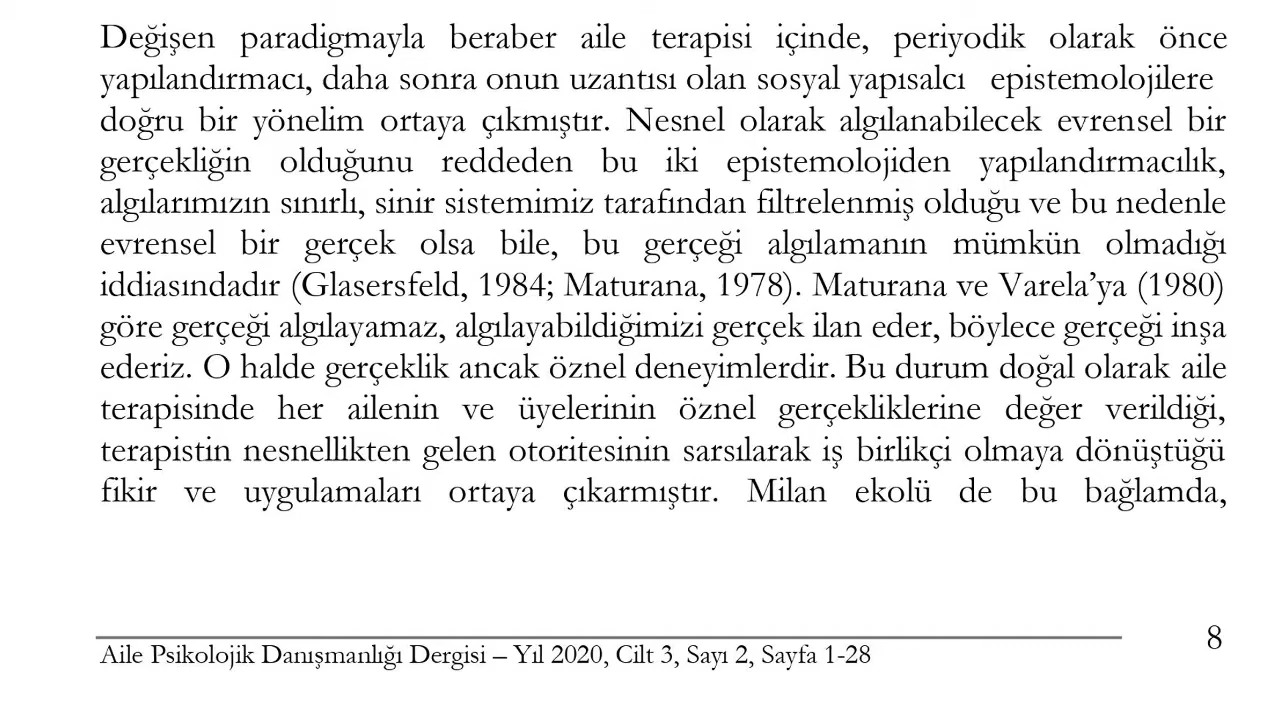 Değişen paradigmayla beraber aile terapisi içinde, periyodik olarak önce
yapılandırmacı, daha sonra onun uzantısı olan sosyal yapısalcı epistemolojilere
doğru bir yönelim ortaya çıkmıştır. Nesnel olarak algılanabilecek evrensel bir
gerçekliğin olduğunu reddeden bu iki epistemolojiden yapılandırmacılık,
algılarımızın sınırlı, sinir sistemimiz tarafından filtrelenmiş olduğu ve bu nedenle
evrensel bir gerçek olsa bile, bu gerçeği algılamanın mümkün olmadığı
iddiasındadır (Glasersfeld, 1984; Maturana, 1978). Maturana ve Varela’ya (1980)
göre gerçeği algılayamaz, algılayabildiğimizi gerçek ilan eder, böylece gerçeği inşa
ederiz. O halde gerçeklik ancak öznel deneyimlerdir. Bu durum doğal olarak aile
terapisinde her ailenin ve üyelerinin öznel gerçekliklerine değer verildiği,
terapistin nesnellikten gelen otoritesinin sarsılarak iş birlikçi olmaya dönüştüğü
fikir ve uygulamaları ortaya çıkarmıştır. Milan ekolü de bu bağlamda,
8
Aile Psikolojik Danışmanlığı Dergisi – Yıl 2020, Cilt 3, Sayı 2, Sayfa 1-28